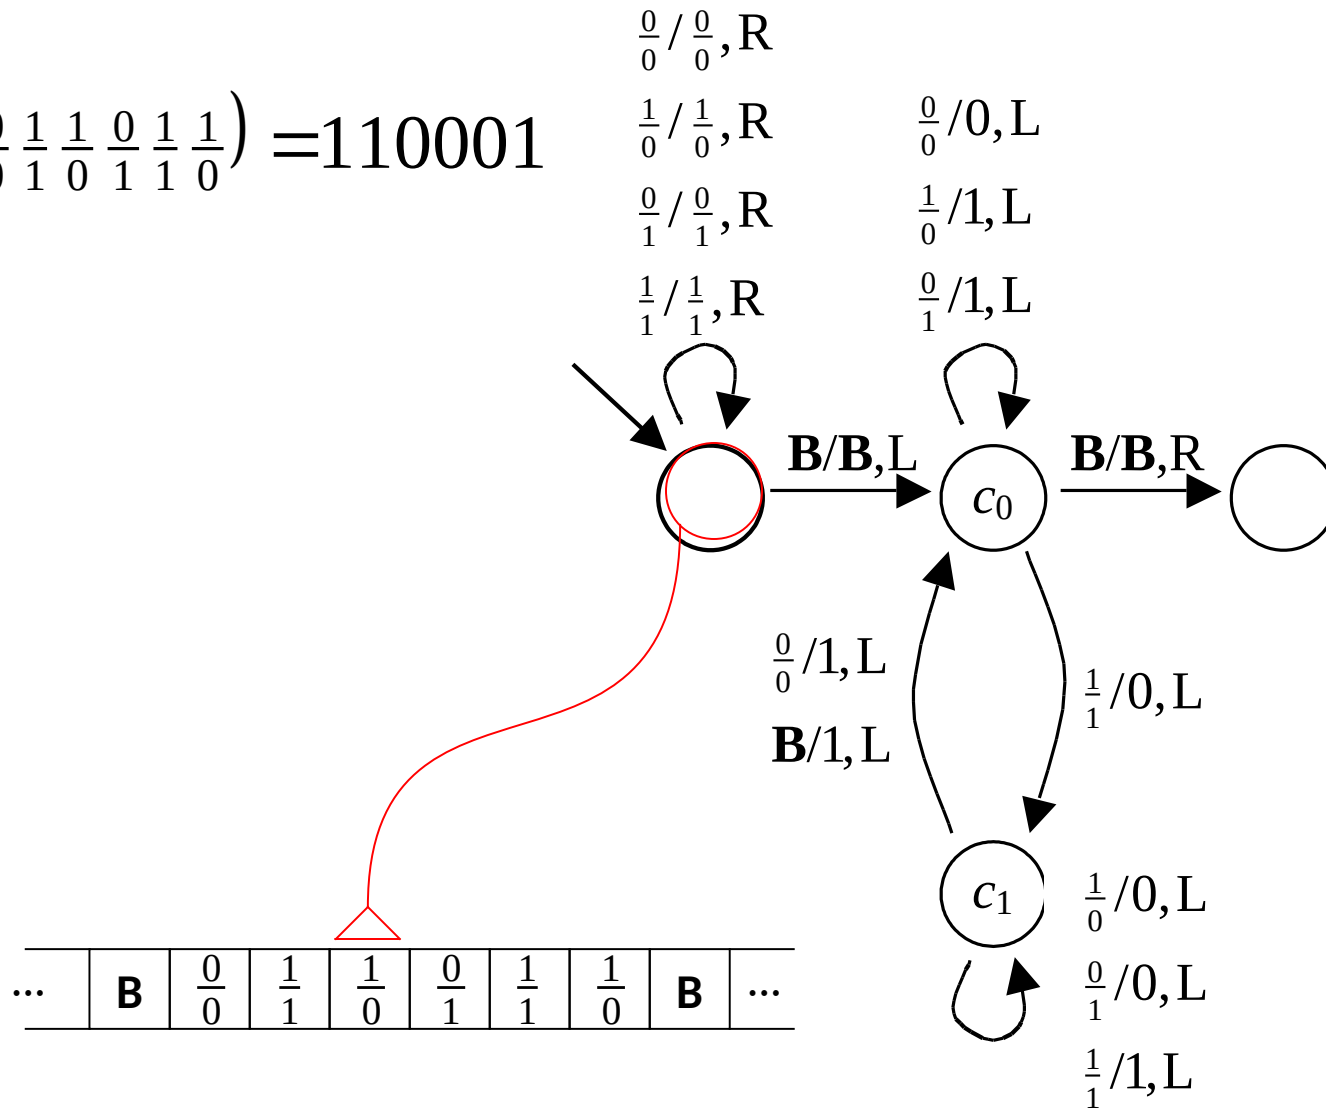 0/0 1/1 1/0 0/1 1/1 1/0) =110001
0/0 / 0/0, R
1/0 / 1/0, R
0/1 / 0/1, R
1/1 / 1/1, R
0/0 /0, L
1/0 /1, L
0/1 /1, L
B/B, L
c₀
B/B, R
0/0 /1, L
B/1, L
1/1 /0, L
c₁
1/0 /0, L
0/1 /0, L
1/1 /1, L
... B 0/0 1/1 1/0 0/1 1/1 1/0 B ...